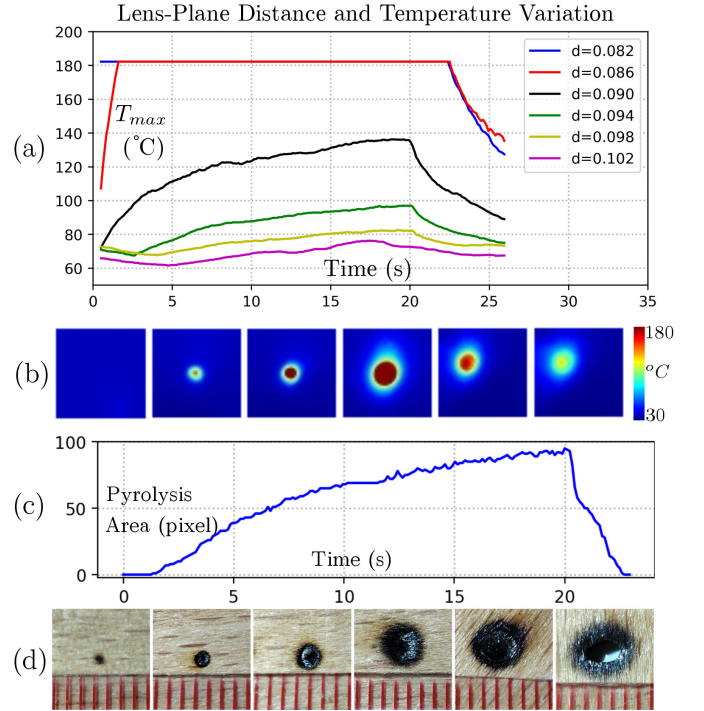 Lens-Plane Distance and Temperature Variation
200
180
160
140
120
100
80
60
T_max
(°C)
(a)
d=0.082
d=0.086
d=0.090
d=0.094
d=0.098
d=0.102
Time (s)
0 5 10 15 20 25 30 35
(b)
180
°C
30
(c)
100
50
0
Pyrolysis
Area (pixel)
Time (s)
0 5 10 15 20
(d)